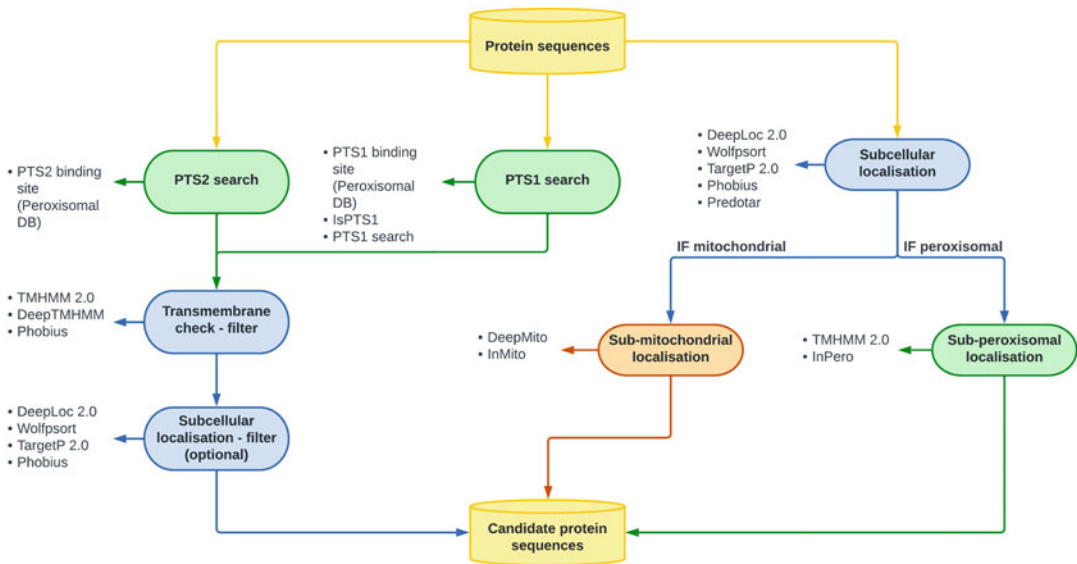 Protein sequences
• PTS2 binding
site
(Peroxisomal
DB)
PTS2 search
• PTS1 binding
site
(Peroxisomal
DB)
• IsPTS1
• PTS1 search
PTS1 search
• DeepLoc 2.0
• Wolfpsort
• TargetP 2.0
• Phobius
• Predotar
Subcellular
localisation
IF mitochondrial
IF peroxisomal
• TMHMM 2.0
• DeepTMHMM
• Phobius
Transmembrane
check - filter
• DeepMito
• InMito
Sub-mitochondrial
localisation
• TMHMM 2.0
• InPero
Sub-peroxisomal
localisation
• DeepLoc 2.0
• Wolfpsort
• TargetP 2.0
• Phobius
Subcellular
localisation - filter
(optional)
Candidate protein
sequences